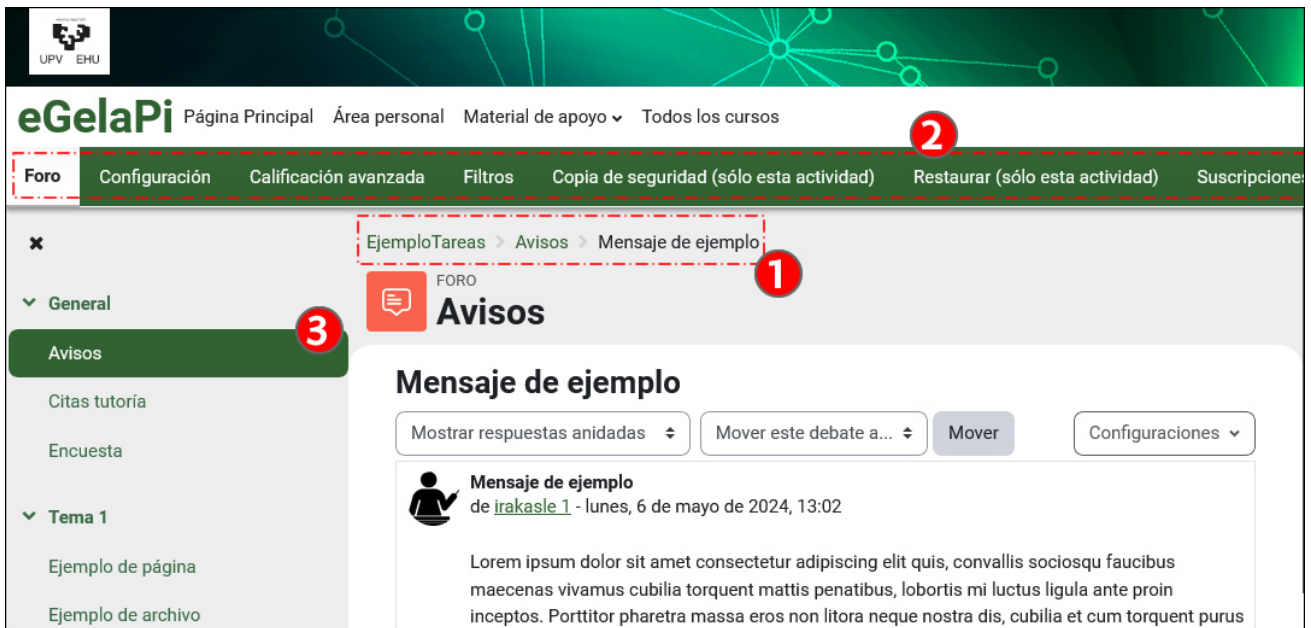 UPV EHU
eGelaPi Página Principal Área personal Material de apoyo Todos los cursos
2
Foro Configuración Calificación avanzada Filtros Copia de seguridad (sólo esta actividad) Restaurar (sólo esta actividad) Suscripciones
EjemploTareas Avisos Mensaje de ejemplo
1
FORO
Avisos
General
3
Avisos
Citas tutoría
Encuesta
Tema 1
Ejemplo de página
Ejemplo de archivo
Mensaje de ejemplo
Mostrar respuestas anidadas Mover este debate a... Mover Configuraciones
Mensaje de ejemplo
de irakasle 1 - lunes, 6 de mayo de 2024, 13:02
Lorem ipsum dolor sit amet consectetur adipiscing elit quis, convallis sociosqu faucibus
maecenas vivamus cubilia torquent mattis penatibus, lobortis mi luctus ligula ante proin
inceptos. Porttitor pharetra massa eros non litora neque nostra dis, cubilia et cum torquent purus